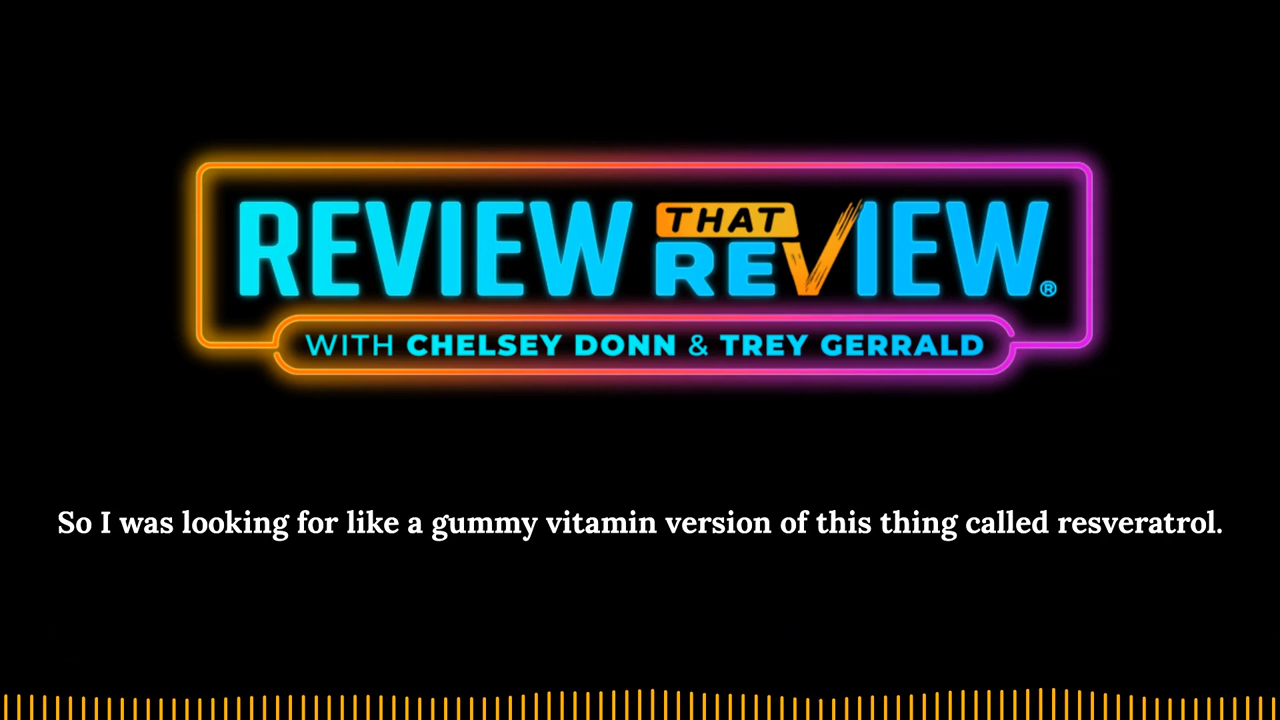 REVIEW THAT REVIEW®
WITH CHELSEY DONN & TREY GERRALD
So I was looking for like a gummy vitamin version of this thing called resveratrol.